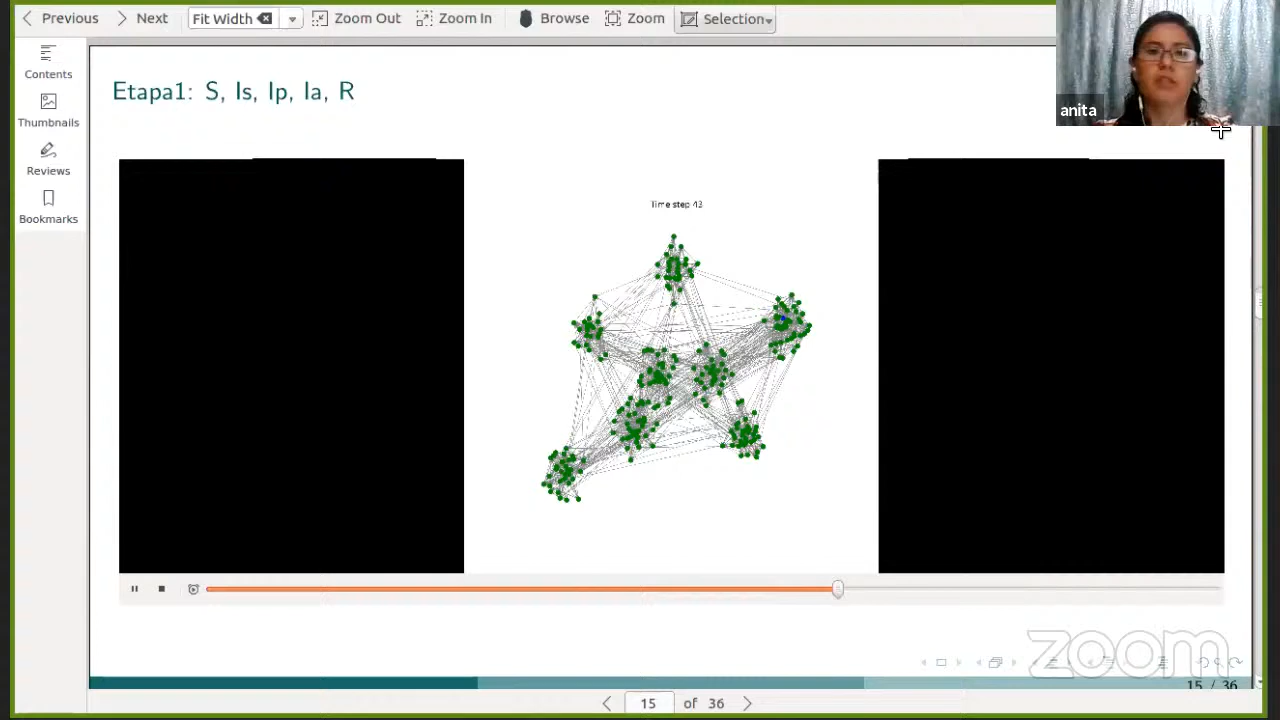 Previous Next Fit Width Zoom Out Zoom In Browse Zoom Selection
anita
Contents
Thumbnails
Reviews
Bookmarks
Etapa1: S, Is, Ip, Ia, R
Time step 43
zoom
15 / 36
15 of 36